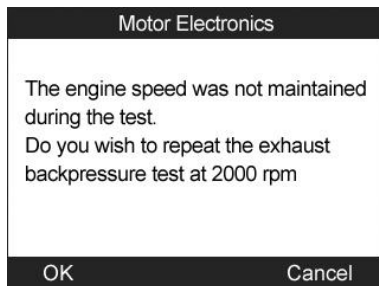 Motor Electronics
The engine speed was not maintained
during the test.
Do you wish to repeat the exhaust
backpressure test at 2000 rpm
OK Cancel